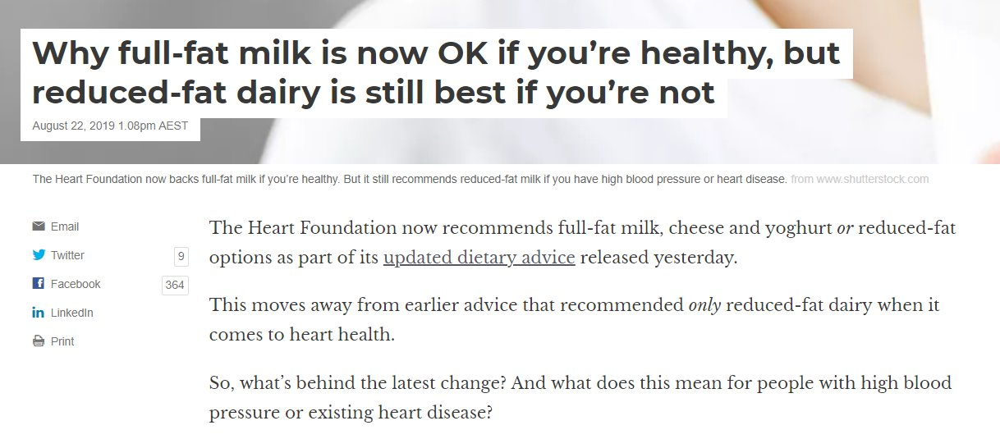 Why full-fat milk is now OK if you’re healthy, but
reduced-fat dairy is still best if you’re not
August 22, 2019 1.08pm AEST
The Heart Foundation now backs full-fat milk if you’re healthy. But it still recommends reduced-fat milk if you have high blood pressure or heart disease. from www.shutterstock.com
Email
Twitter 9
Facebook 364
LinkedIn
Print
The Heart Foundation now recommends full-fat milk, cheese and yoghurt or reduced-fat
options as part of its updated dietary advice released yesterday.
This moves away from earlier advice that recommended only reduced-fat dairy when it
comes to heart health.
So, what’s behind the latest change? And what does this mean for people with high blood
pressure or existing heart disease?